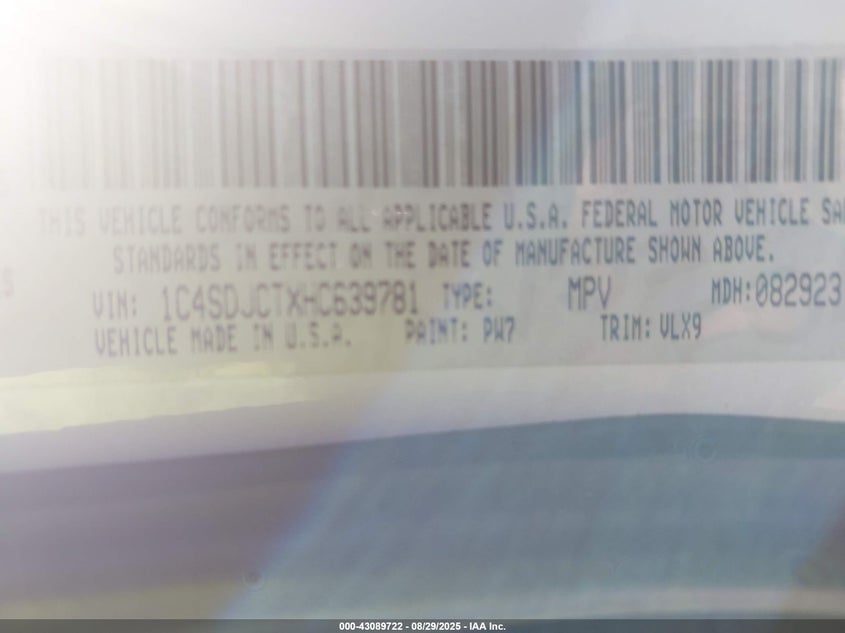 THIS VEHICLE CONFORMS TO ALL APPLICABLE U.S.A. FEDERAL MOTOR VEHICLE SA
STANDARDS IN EFFECT ON THE DATE OF MANUFACTURE SHOWN ABOVE.
VIN: 1C4SDJCTXHC639781 TYPE: MPV MDH: 082923
VEHICLE MADE IN U.S.A. PAINT: PW7 TRIM: VLX9
000-43089722 - 08/29/2025 - IAA Inc.